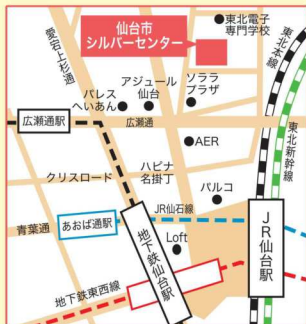 仙台市
シルバーセンター
東北電子
専門学校
東北本線
愛宕上杉通
アジュール
仙台
ソララ
プラザ
パレス
へいあん
広瀬通駅
広瀬通
AER
東北新幹線
ハピナ
名掛丁
クリスロード
パルコ
JR仙石線
青葉通
あおば通駅
地下鉄仙台駅
JR仙台駅
Loft
地下鉄東西線